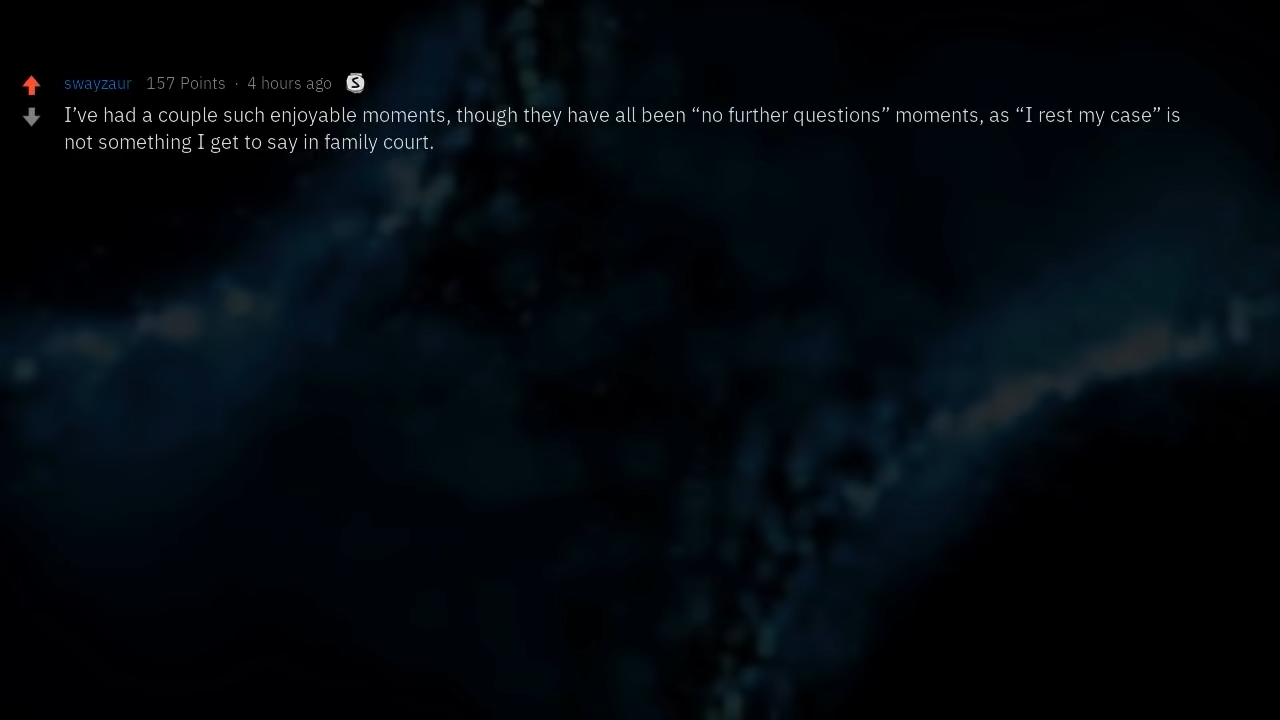 swayzaur 157 Points · 4 hours ago S
I’ve had a couple such enjoyable moments, though they have all been “no further questions” moments, as “I rest my case” is
not something I get to say in family court.